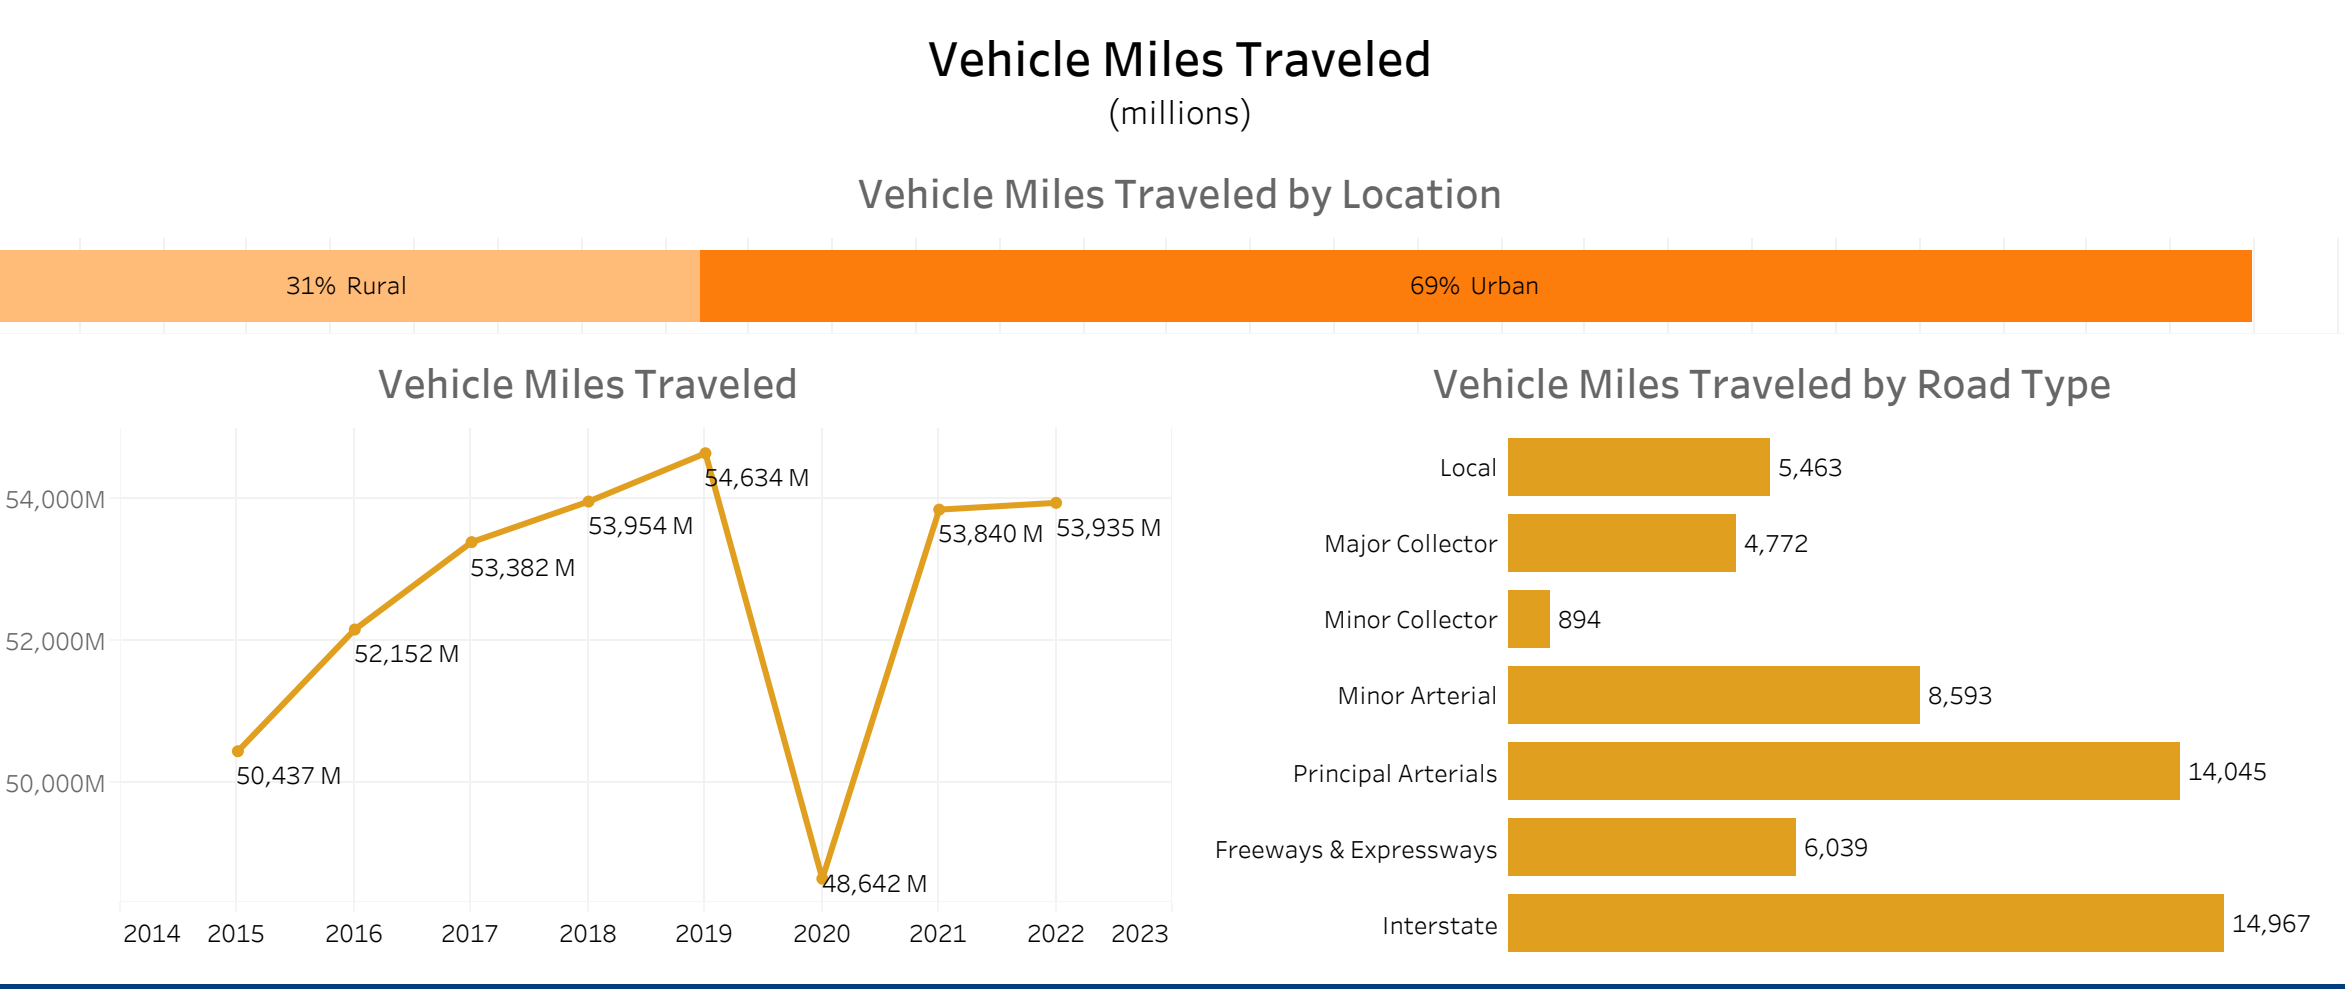 Vehicle Miles Traveled
(millions)
Vehicle Miles Traveled by Location
31% Rural
69% Urban
Vehicle Miles Traveled
54,000M
52,000M
50,000M
50,437 M
52,152 M
53,382 M
53,954 M
54,634 M
48,642 M
53,840 M
53,935 M
2014 2015 2016 2017 2018 2019 2020 2021 2022 2023
Vehicle Miles Traveled by Road Type
Local 5,463
Major Collector 4,772
Minor Collector 894
Minor Arterial 8,593
Principal Arterials 14,045
Freeways & Expressways 6,039
Interstate 14,967